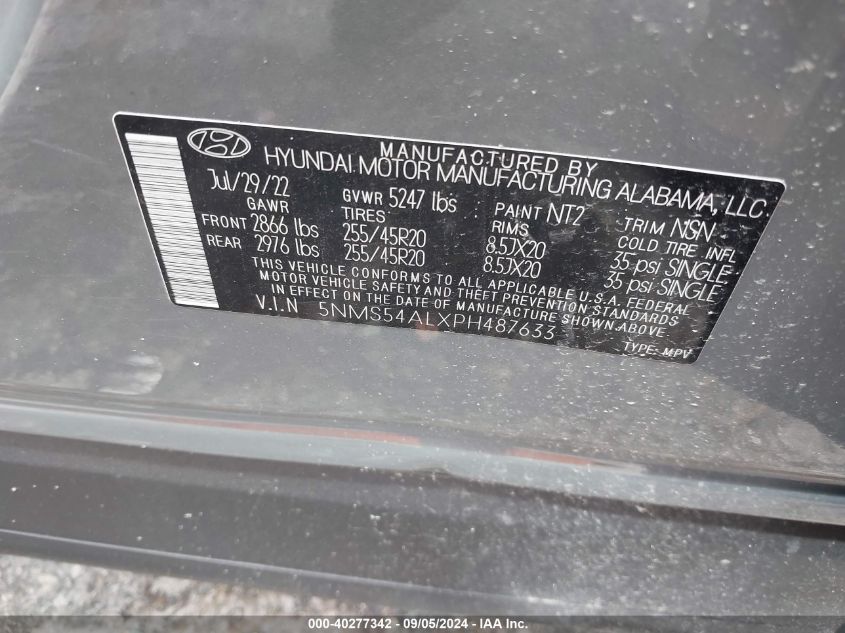 MANUFACTURED BY
HYUNDAI MOTOR MANUFACTURING ALABAMA, LLC
Jul/29/22 GVWR 5247 lbs PAINT NT2 TRIM NSN
GAWR TIRES RIMS COLD TIRE INFL
FRONT 2866 lbs 255/45R20 8.5JX20 35 psi SINGLE
REAR 2976 lbs 255/45R20 8.5JX20 35 psi SINGLE
THIS VEHICLE CONFORMS TO ALL APPLICABLE U.S.A. FEDERAL
MOTOR VEHICLE SAFETY AND THEFT PREVENTION STANDARDS
IN EFFECT ON THE DATE OF MANUFACTURE SHOWN ABOVE
V.I.N 5NMS54ALXPH487633 TYPE: MPV
000-40277342 - 09/05/2024 - IAA Inc.